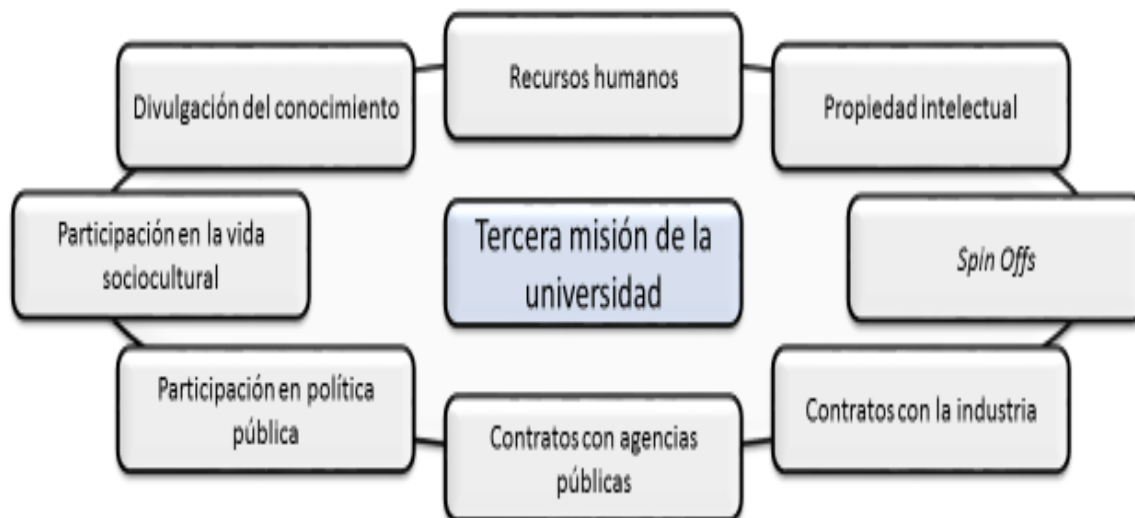 Recursos humanos
Divulgación del conocimiento
Propiedad intelectual
Participación en la vida
sociocultural
Tercera misión de la
universidad
Spin Offs
Participación en política
pública
Contratos con agencias
públicas
Contratos con la industria